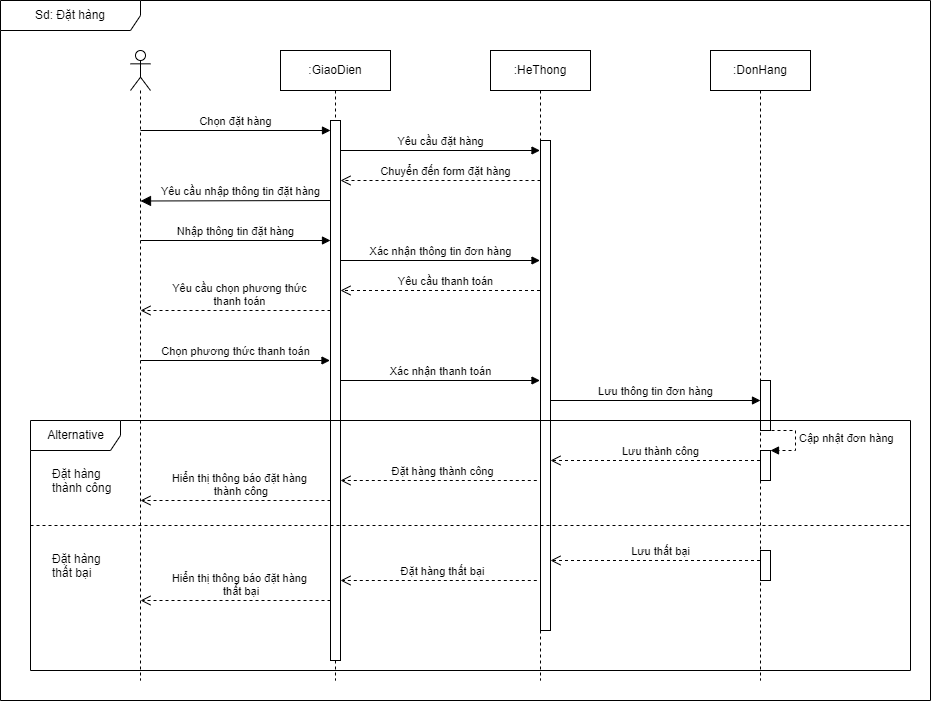 Sd: Đặt hàng
:GiaoDien
:HeThong
:DonHang
Chọn đặt hàng
Yêu cầu đặt hàng
Chuyển đến form đặt hàng
Yêu cầu nhập thông tin đặt hàng
Nhập thông tin đặt hàng
Xác nhận thông tin đơn hàng
Yêu cầu thanh toán
Yêu cầu chọn phương thức
thanh toán
Chọn phương thức thanh toán
Xác nhận thanh toán
Lưu thông tin đơn hàng
Alternative
Cập nhật đơn hàng
Lưu thành công
Đặt hàng thành công
Đặt hàng
thành công
Hiển thị thông báo đặt hàng
thành công
Lưu thất bại
Đặt hàng
thất bại
Đặt hàng thất bại
Hiển thị thông báo đặt hàng
thất bại